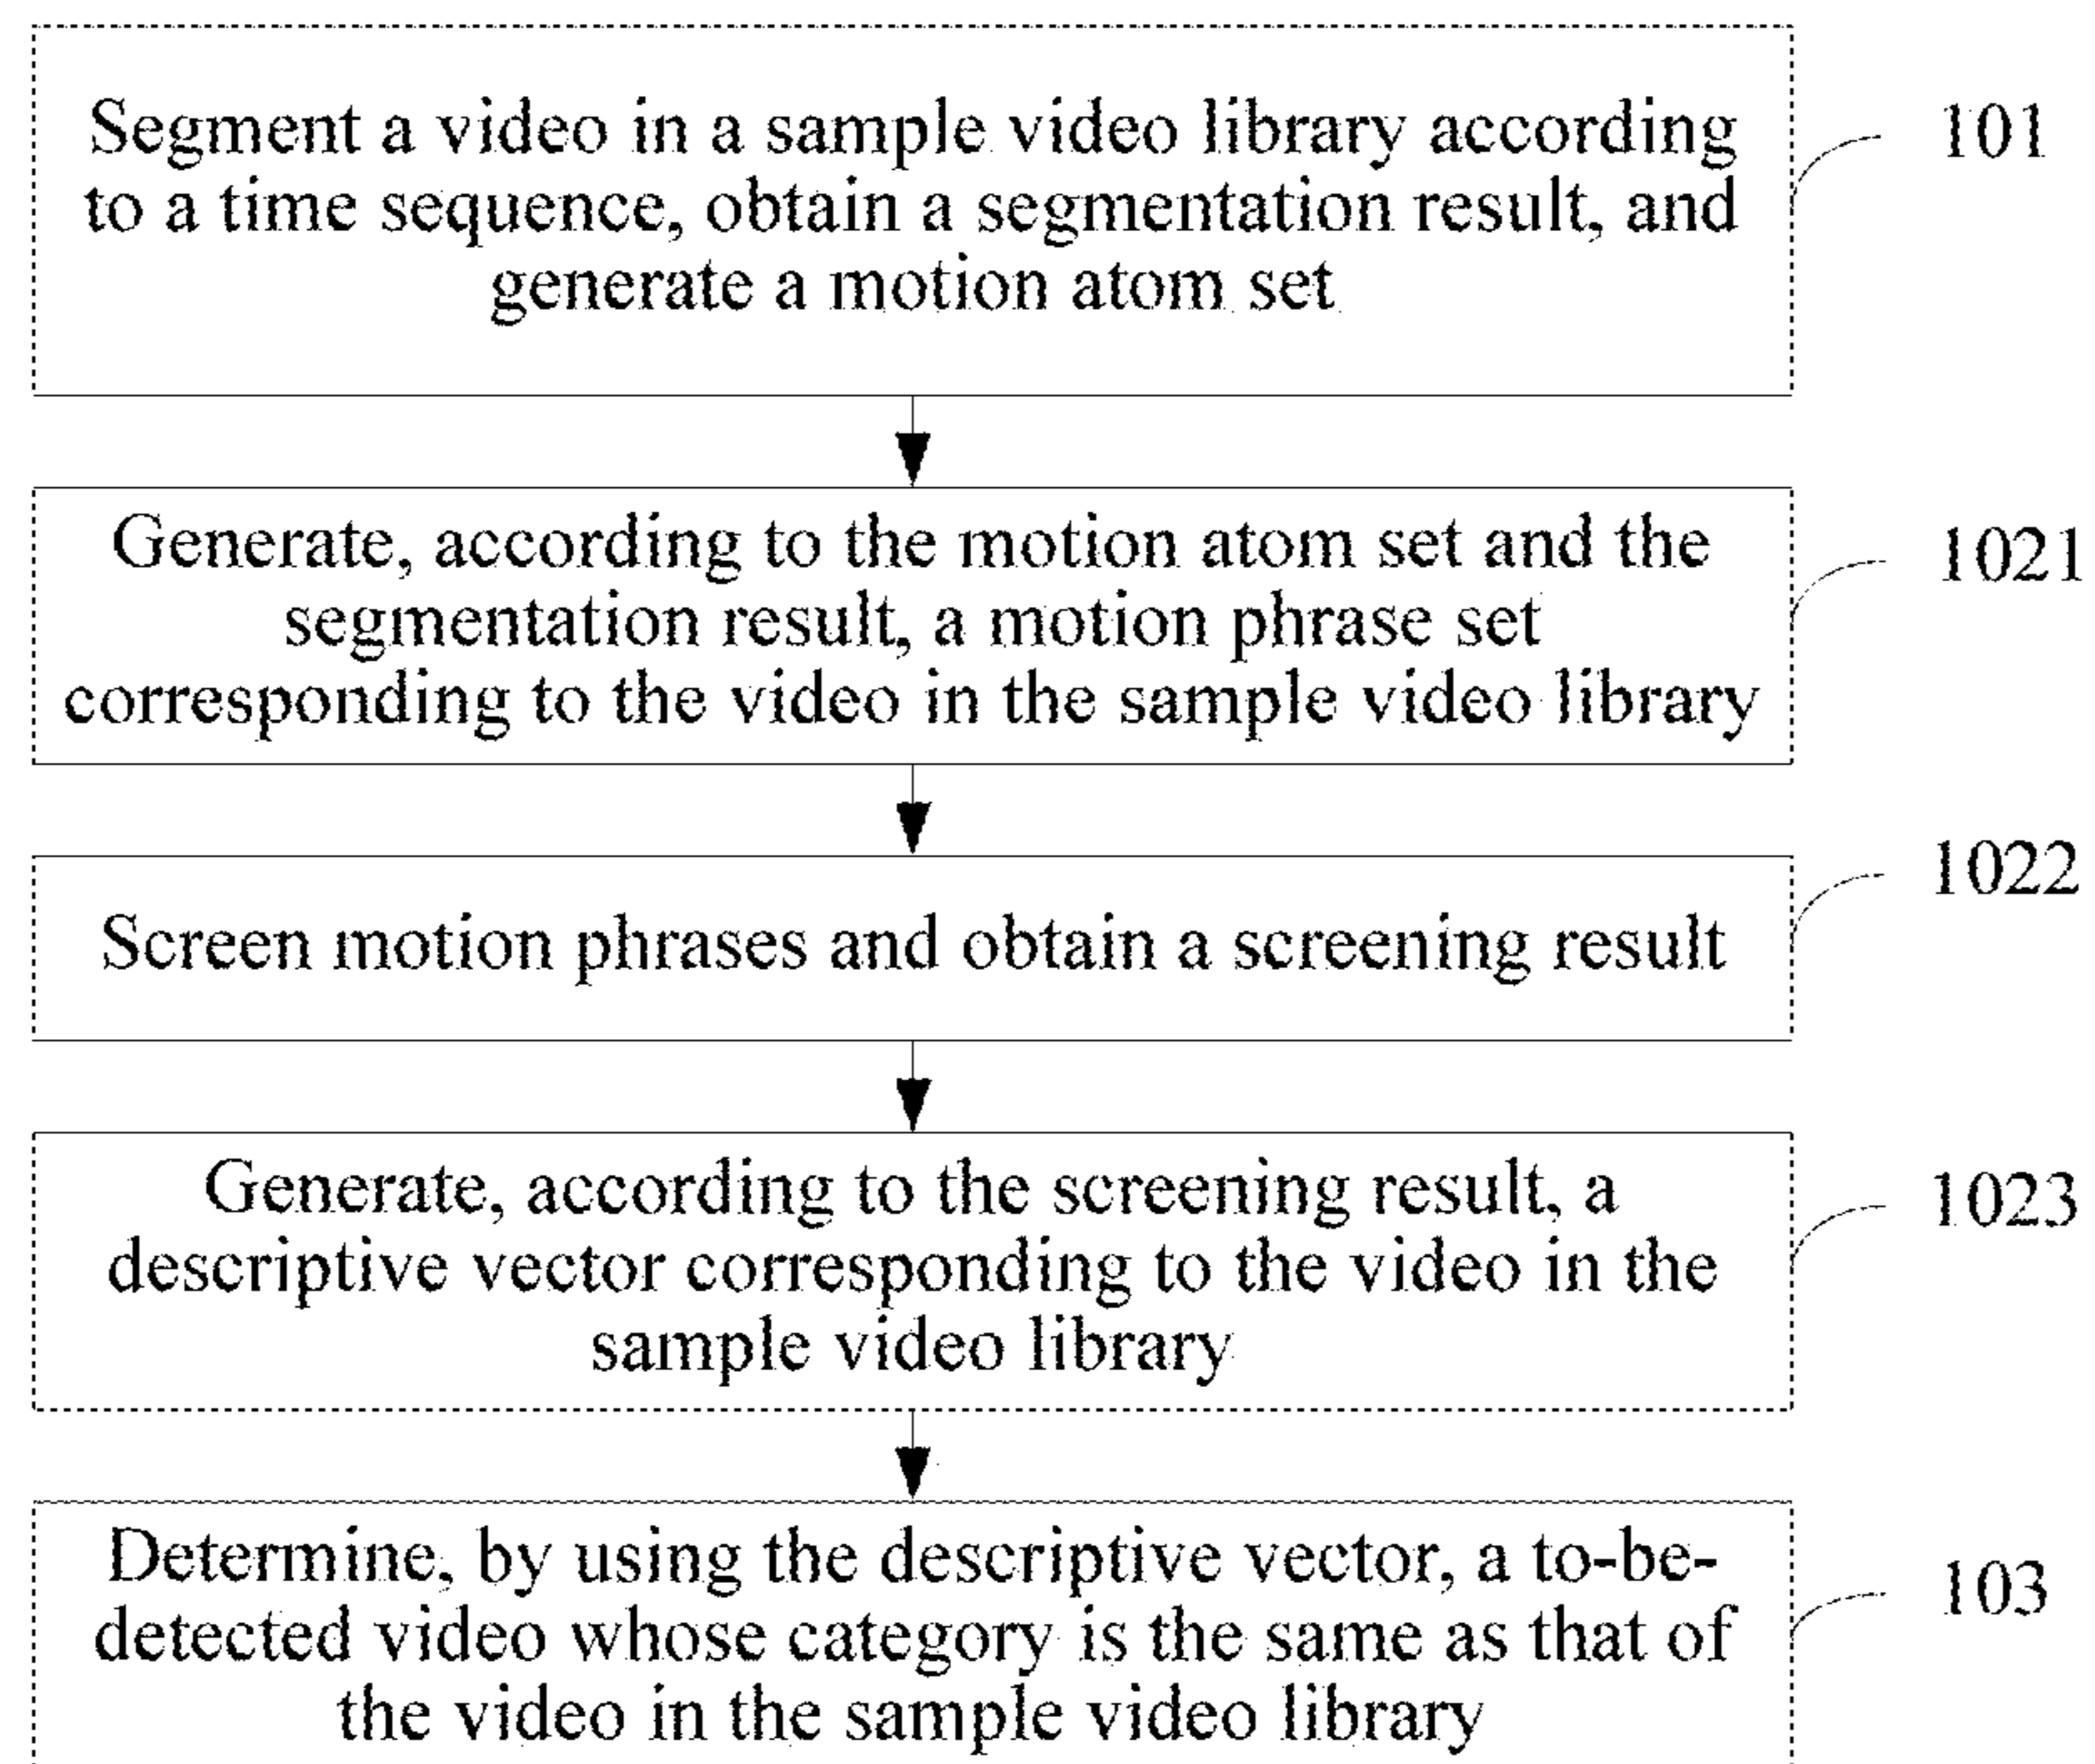 Segment a video in a sample video library according
to a time sequence, obtain a segmentation result, and
generate a motion atom set
101
Generate, according to the motion atom set and the
segmentation result, a motion phrase set
corresponding to the video in the sample video library
1021
Screen motion phrases and obtain a screening result
1022
Generate, according to the screening result, a
descriptive vector corresponding to the video in the
sample video library
1023
Determine, by using the descriptive vector, a to-be-
detected video whose category is the same as that of
the video in the sample video library
103